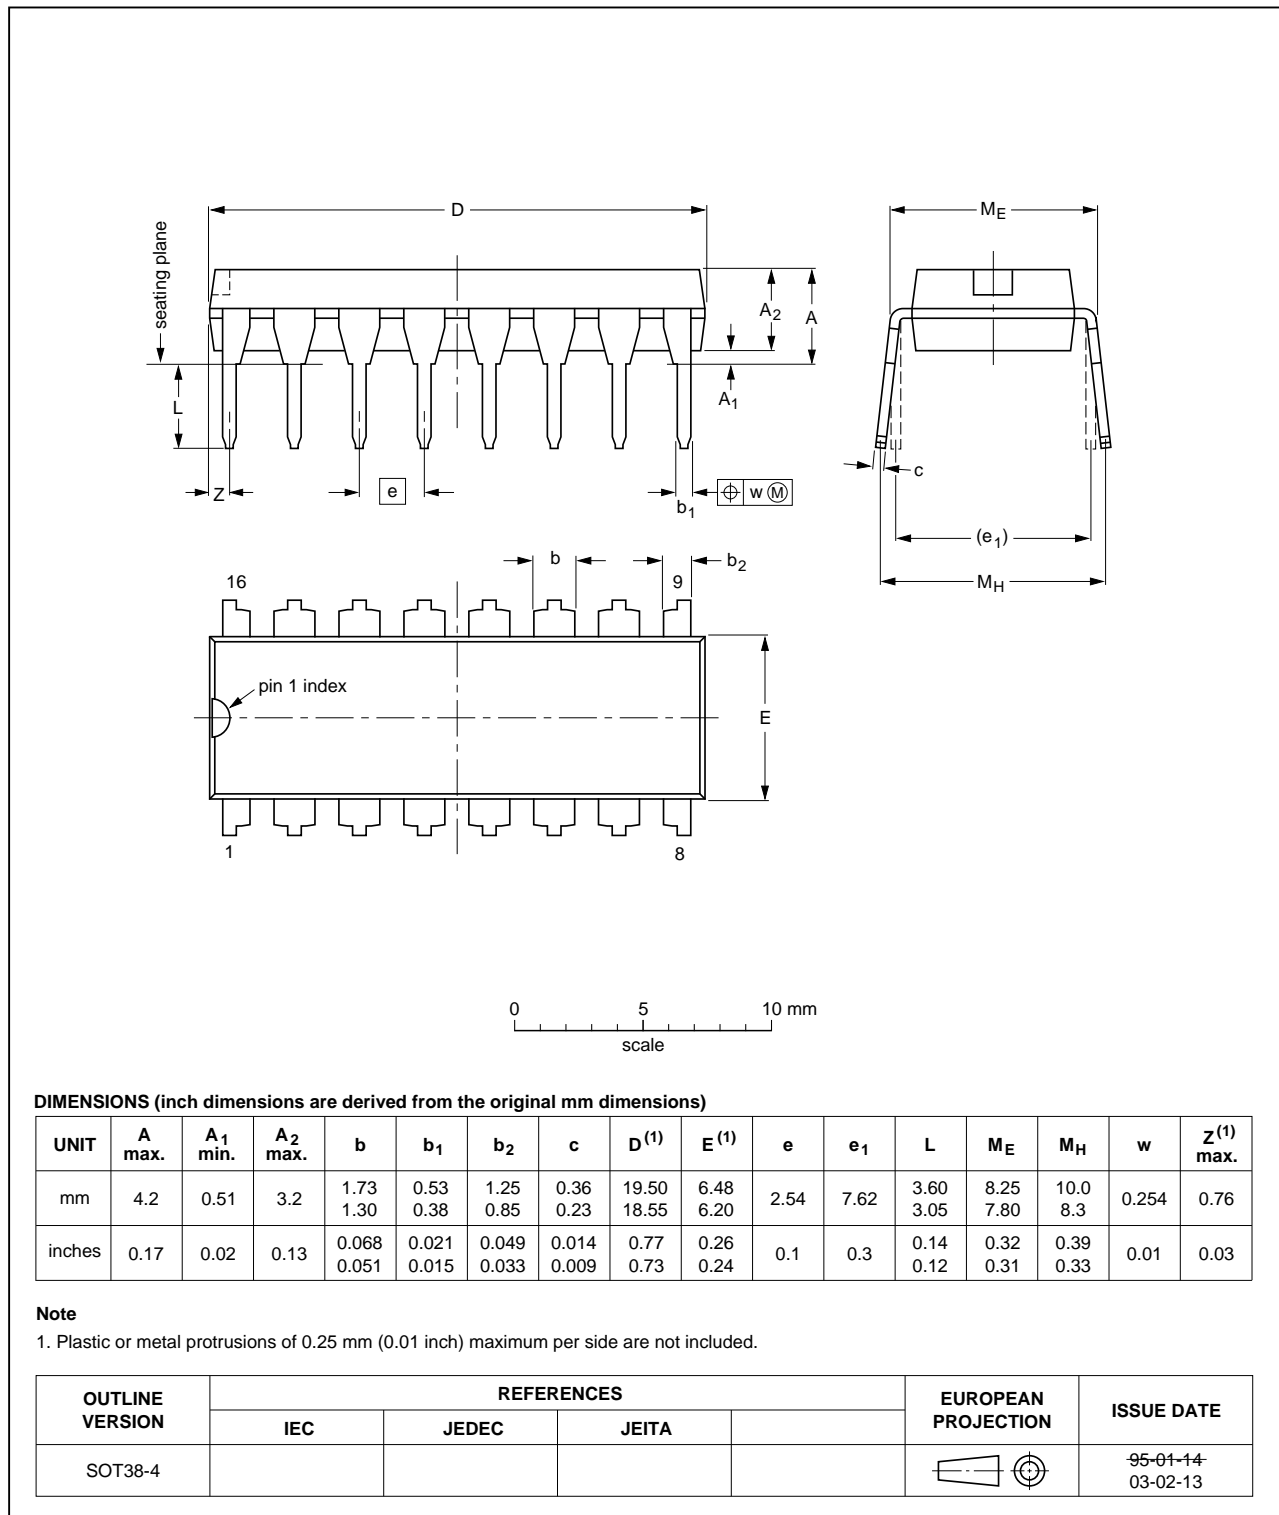 D
ME
seating plane
A2
A
L
A1
c
Z
e
b1
w M
(e1)
MH
b
b2
16
9
pin 1 index
E
1
8
0 5 10 mm
scale
DIMENSIONS (inch dimensions are derived from the original mm dimensions)
UNIT A max. A1 min. A2 max. b b1 b2 c D(1) E(1) e e1 L ME MH w Z(1) max.
mm 4.2 0.51 3.2 1.73 1.30 0.53 0.38 1.25 0.85 0.36 0.23 19.50 18.55 6.48 6.20 2.54 7.62 3.60 3.05 8.25 7.80 10.0 8.3 0.254 0.76
inches 0.17 0.02 0.13 0.068 0.051 0.021 0.015 0.049 0.033 0.014 0.009 0.77 0.73 0.26 0.24 0.1 0.3 0.14 0.12 0.32 0.31 0.39 0.33 0.01 0.03
Note
1. Plastic or metal protrusions of 0.25 mm (0.01 inch) maximum per side are not included.
OUTLINE VERSION REFERENCES EUROPEAN PROJECTION ISSUE DATE
IEC JEDEC JEITA
SOT38-4 95-01-14
03-02-13